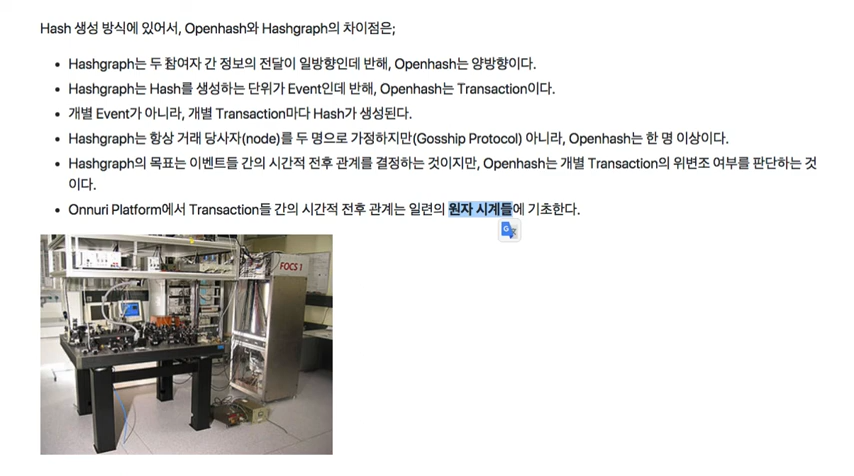 Hash 생성 방식에 있어서, Openhash와 Hashgraph의 차이점은;
• Hashgraph는 두 참여자 간 정보의 전달이 일방향인데 반해, Openhash는 양방향이다.
• Hashgraph는 Hash를 생성하는 단위가 Event인데 반해, Openhash는 Transaction이다.
• 개별 Event가 아니라, 개별 Transaction마다 Hash가 생성된다.
• Hashgraph는 항상 거래 당사자(node)를 두 명으로 가정하지만(Gosship Protocol) 아니라, Openhash는 한 명 이상이다.
• Hashgraph의 목표는 이벤트들 간의 시간적 전후 관계를 결정하는 것이지만, Openhash는 개별 Transaction의 위변조 여부를 판단하는 것
이다.
• Onnuri Platform에서 Transaction들 간의 시간적 전후 관계는 일련의 원자 시계들에 기초한다.
G
FOCS 1